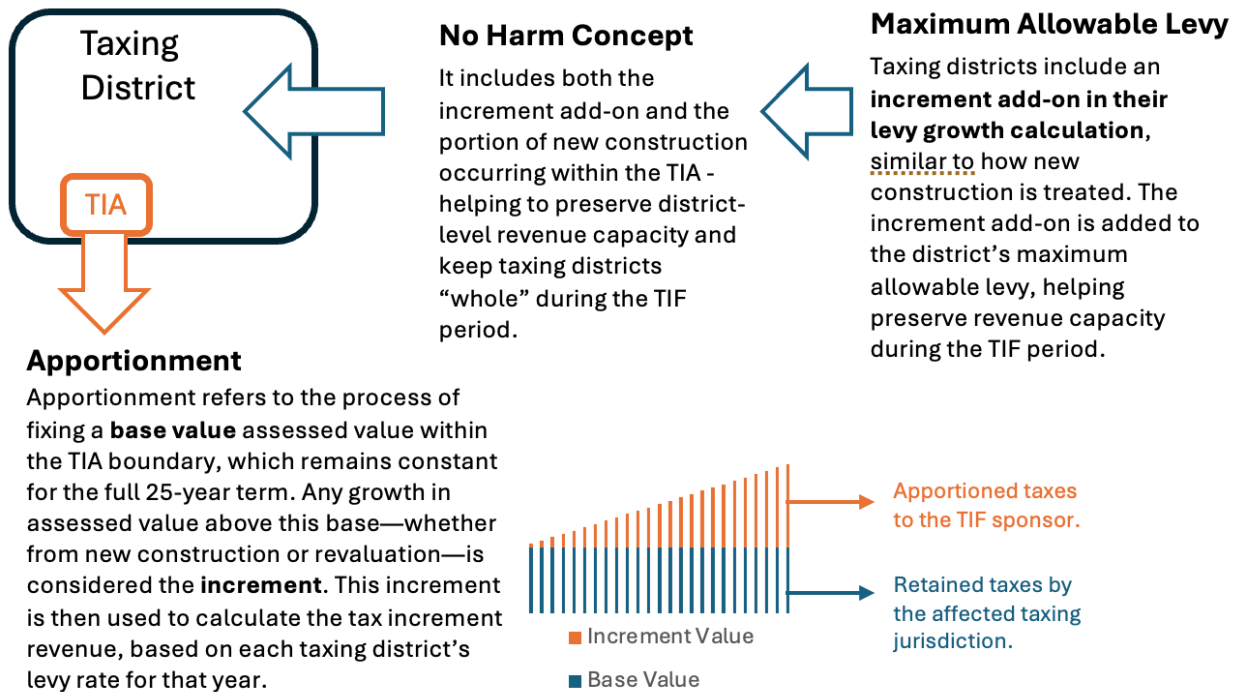 Taxing
District
TIA
No Harm Concept
It includes both the
increment add-on and the
portion of new construction
occurring within the TIA -
helping to preserve district-
level revenue capacity and
keep taxing districts
“whole” during the TIF
period.
Maximum Allowable Levy
Taxing districts include an
increment add-on in their
levy growth calculation,
similar to how new
construction is treated. The
increment add-on is added to
the district’s maximum
allowable levy, helping
preserve revenue capacity
during the TIF period.
Apportionment
Apportionment refers to the process of
fixing a base value assessed value within
the TIA boundary, which remains constant
for the full 25-year term. Any growth in
assessed value above this base—whether
from new construction or revaluation—is
considered the increment. This increment
is then used to calculate the tax increment
revenue, based on each taxing district’s
levy rate for that year.
Apportioned taxes
to the TIF sponsor.
Retained taxes by
the affected taxing
jurisdiction.
Increment Value
Base Value